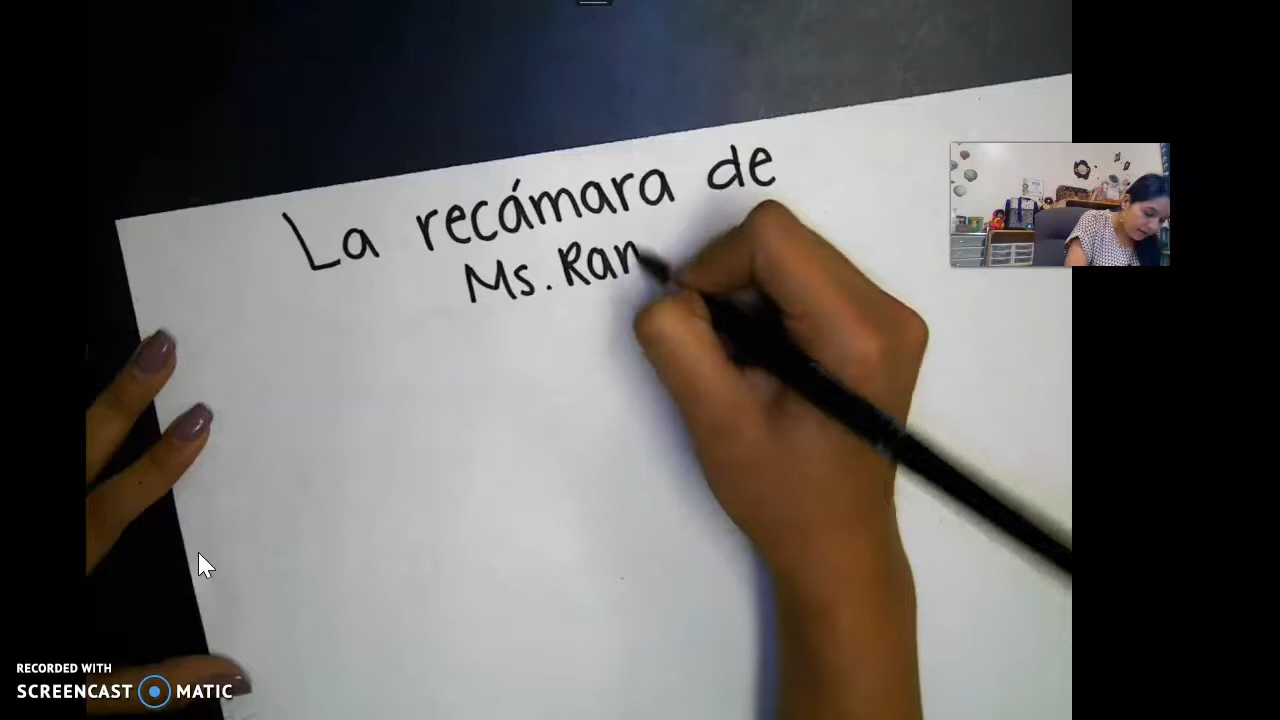 La recámara de
Ms. Ran
RECORDED WITH
SCREENCAST MATIC